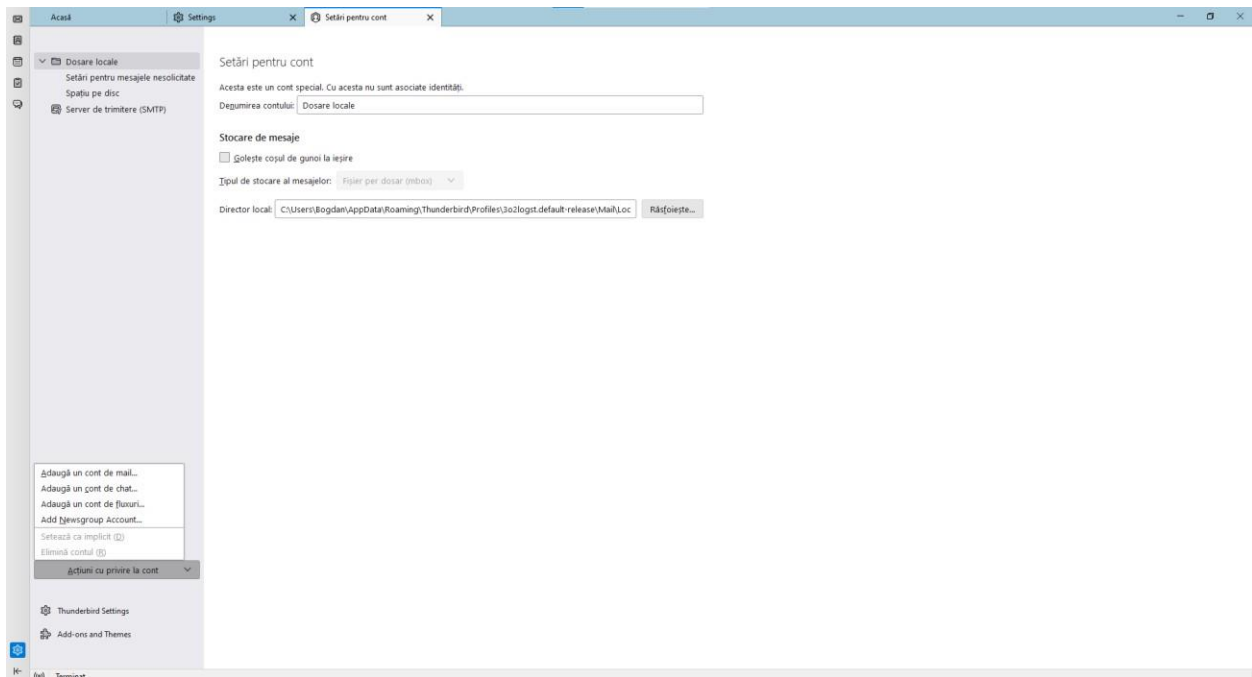 Acasă
Settings
Setări pentru cont
Dosare locale
Setări pentru mesajele nesolicitate
Spațiu pe disc
Server de trimitere (SMTP)
Setări pentru cont
Acesta este un cont special. Cu acesta nu sunt asociate identități.
Denumirea contului: Dosare locale
Stocare de mesaje
Golește coșul de gunoi la ieșire
Tipul de stocare al mesajelor: Fișier per dosar (mbox)
Director local: C:\Users\Bogdan\AppData\Roaming\Thunderbird\Profiles\3o2logst.default-release\Mail\Loc Răsfoiește...
Adaugă un cont de mail...
Adaugă un cont de chat...
Adaugă un cont de fluxuri...
Add Newsgroup Account...
Setează ca implicit (D)
Elimină contul (R)
Acțiuni cu privire la cont
Thunderbird Settings
Add-ons and Themes
Terminat